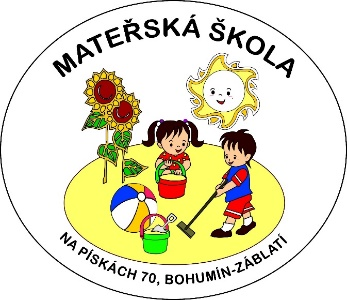 MATEŘSKÁ ŠKOLA
NA PÍSKÁCH 70, BOHUMÍN-ZÁBLATÍ